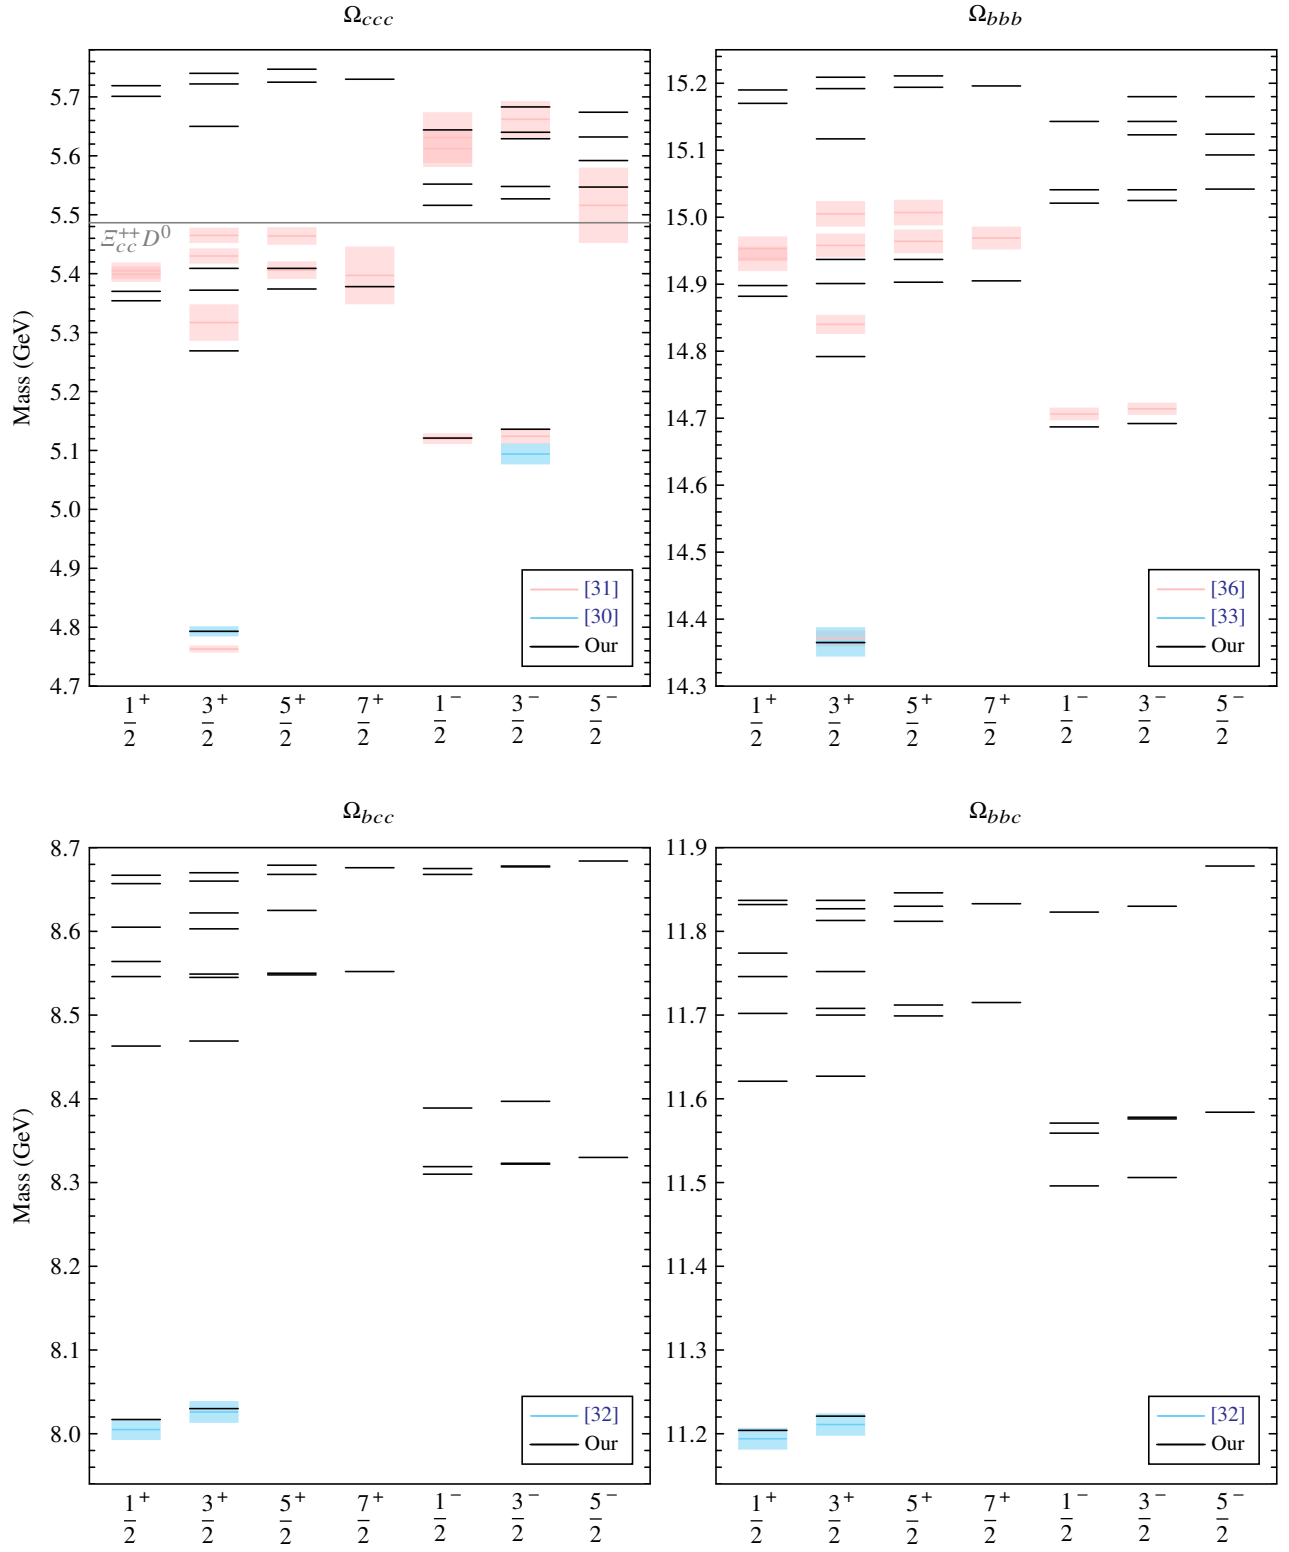 Ω_ccc
Mass (GeV)
5.7
5.6
5.5
5.4
5.3
5.2
5.1
5.0
4.9
4.8
4.7
Ξ_cc^++ D^0
[31]
[30]
Our
1/2^+ 3/2^+ 5/2^+ 7/2^+ 1/2^- 3/2^- 5/2^-
Ω_bbb
15.2
15.1
15.0
14.9
14.8
14.7
14.6
14.5
14.4
14.3
[36]
[33]
Our
1/2^+ 3/2^+ 5/2^+ 7/2^+ 1/2^- 3/2^- 5/2^-
Ω_bcc
Mass (GeV)
8.7
8.6
8.5
8.4
8.3
8.2
8.1
8.0
[32]
Our
1/2^+ 3/2^+ 5/2^+ 7/2^+ 1/2^- 3/2^- 5/2^-
Ω_bbc
11.9
11.8
11.7
11.6
11.5
11.4
11.3
11.2
[32]
Our
1/2^+ 3/2^+ 5/2^+ 7/2^+ 1/2^- 3/2^- 5/2^-